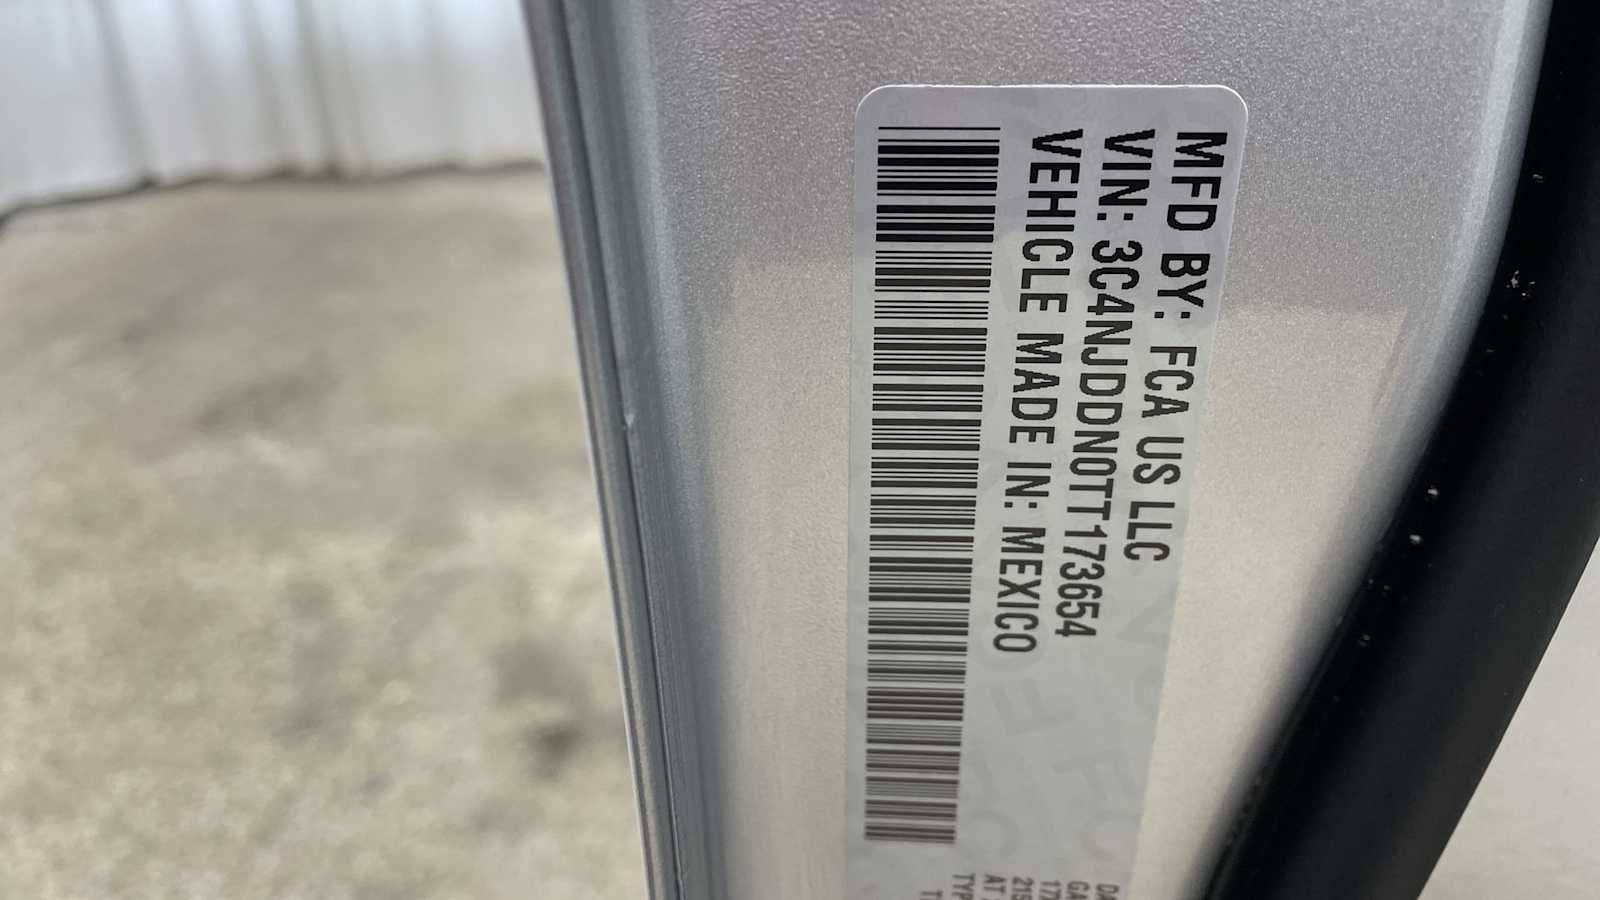 MFD BY: FCA US LLC
VIN: 3C4NJDDN0TT173654
VEHICLE MADE IN: MEXICO